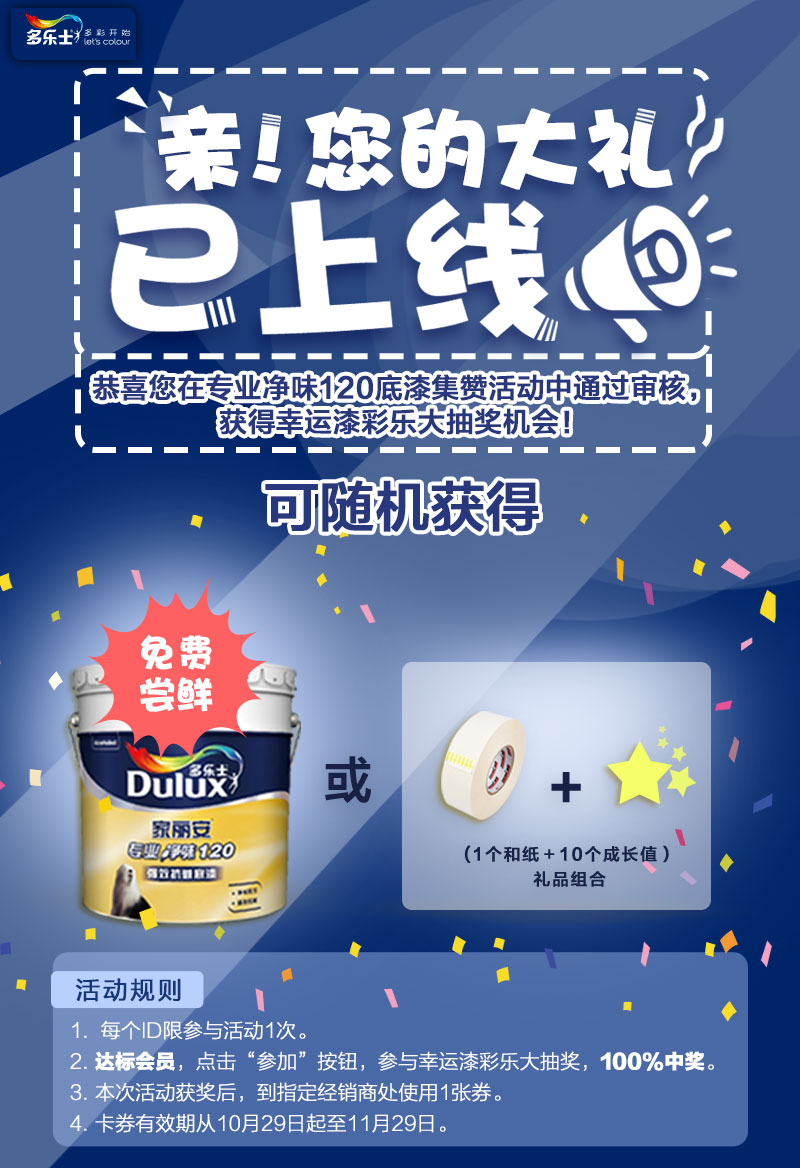 多乐士
多彩开始
let's colour
亲！您的大礼
已上线
恭喜您在专业净味120底漆集赞活动中通过审核，
获得幸运漆彩乐大抽奖机会！
可随机获得
免费
尝鲜
多乐士
Dulux
家丽安
专业净味120
强效抗碱底漆
或
+
（1个和纸＋10个成长值）
礼品组合
活动规则
1. 每个ID限参与活动1次。
2. 达标会员，点击“参加”按钮，参与幸运漆彩乐大抽奖，100%中奖。
3. 本次活动获奖后，到指定经销商处使用1张券。
4. 卡券有效期从10月29日起至11月29日。